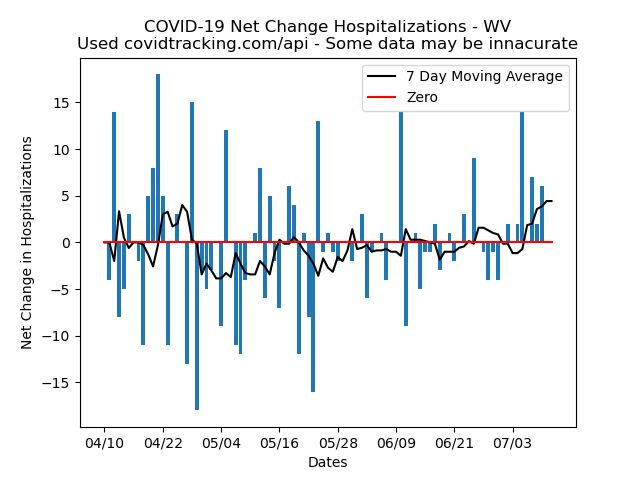 COVID-19 Net Change Hospitalizations - WV
Used covidtracking.com/api - Some data may be innacurate
7 Day Moving Average
Zero
Net Change in Hospitalizations
15
10
5
0
−5
−10
−15
04/10
04/22
05/04
05/16
05/28
06/09
06/21
07/03
Dates